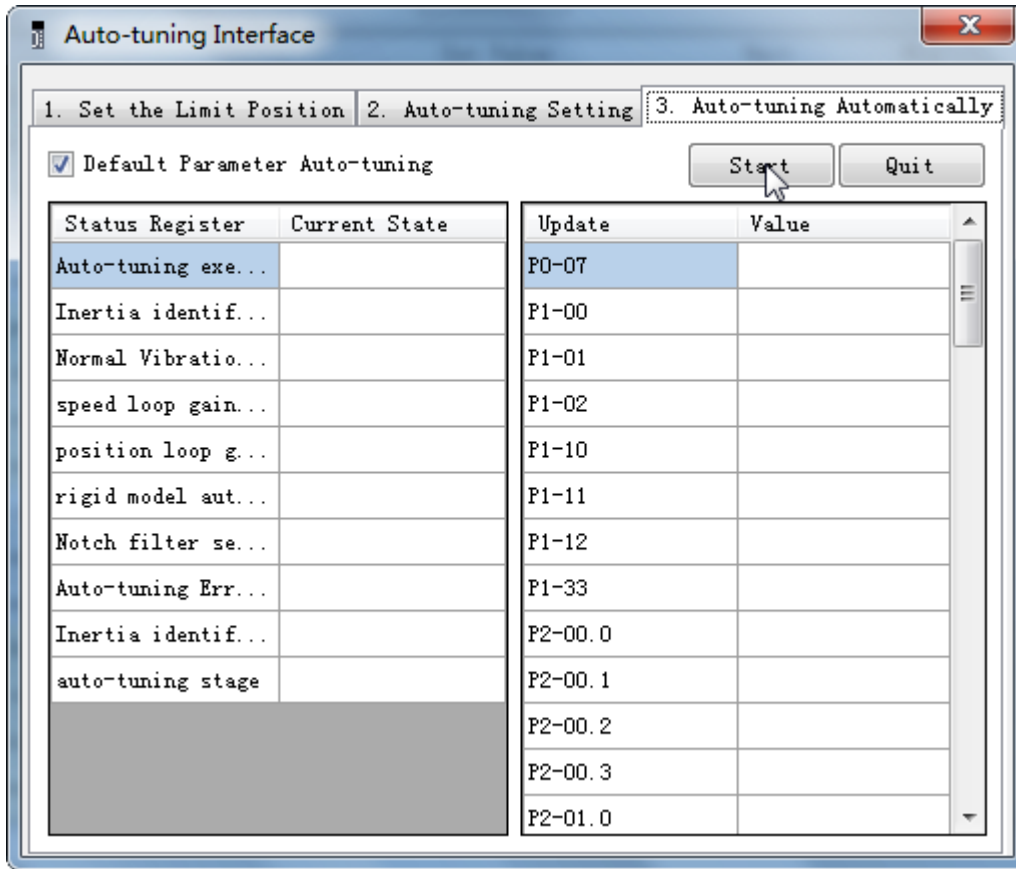 Auto-tuning Interface
1. Set the Limit Position 2. Auto-tuning Setting 3. Auto-tuning Automatically
Default Parameter Auto-tuning Start Quit
Status Register Current State Update Value
Auto-tuning exe... P0-07
Inertia identif... P1-00
Normal Vibratio... P1-01
speed loop gain... P1-02
position loop g... P1-10
rigid model aut... P1-11
Notch filter se... P1-12
Auto-tuning Err... P1-33
Inertia identif... P2-00.0
auto-tuning stage P2-00.1
P2-00.2
P2-00.3
P2-01.0